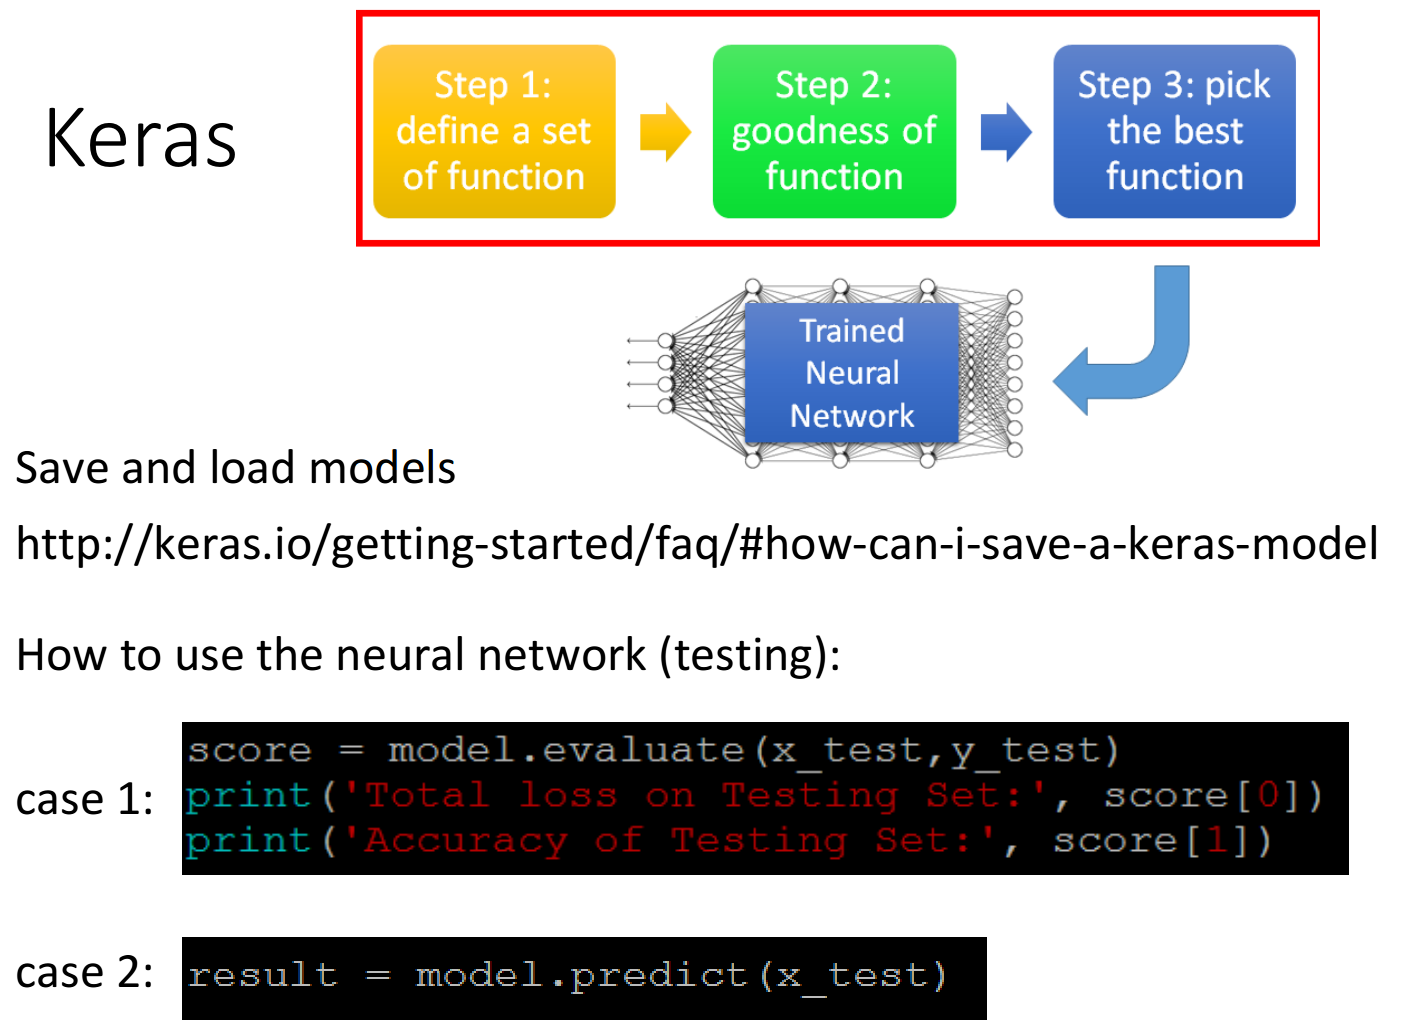 Keras
Step 1:
define a set
of function
Step 2:
goodness of
function
Step 3: pick
the best
function
Trained
Neural
Network
Save and load models
http://keras.io/getting-started/faq/#how-can-i-save-a-keras-model
How to use the neural network (testing):
case 1:
score = model.evaluate(x_test,y_test)
print('Total loss on Testing Set:', score[0])
print('Accuracy of Testing Set:', score[1])
case 2:
result = model.predict(x_test)